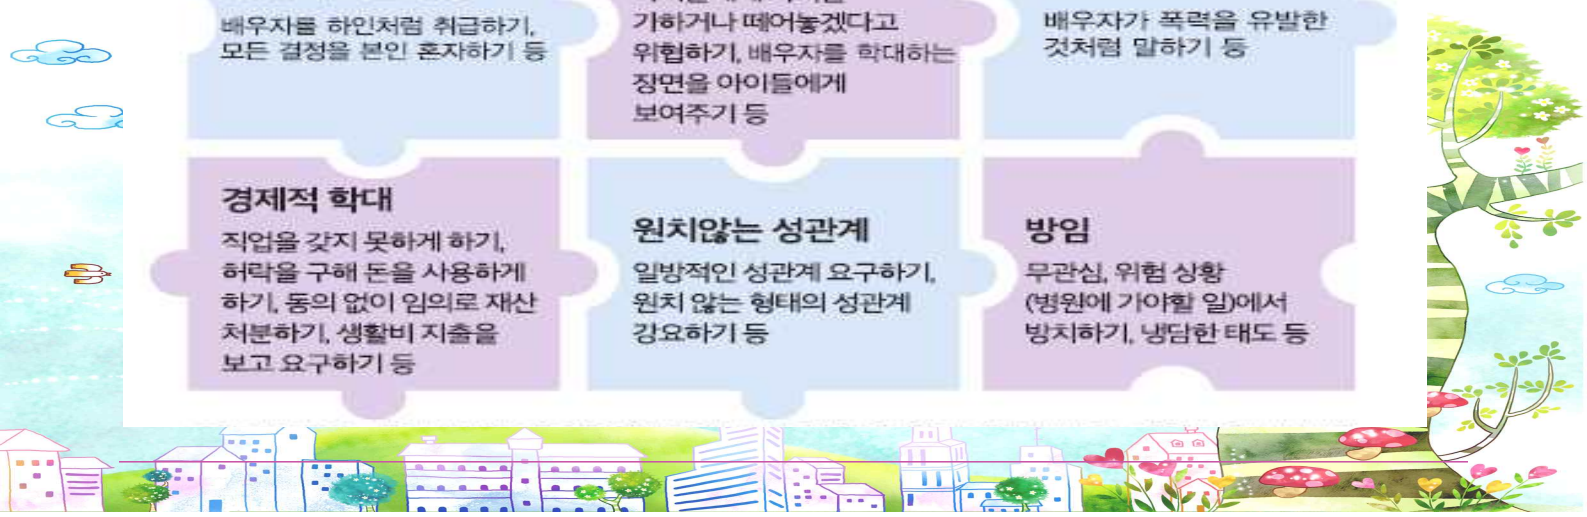 배우자를 하인처럼 취급하기,
모든 결정을 본인 혼자하기 등
기하거나 떼어놓겠다고
위협하기, 배우자를 학대하는
장면을 아이들에게
보여주기 등
배우자가 폭력을 유발한
것처럼 말하기 등
경제적 학대
직업을 갖지 못하게 하기,
허락을 구해 돈을 사용하게
하기, 동의 없이 임의로 재산
처분하기, 생활비 지출을
보고 요구하기 등
원치않는 성관계
일방적인 성관계 요구하기,
원치 않는 형태의 성관계
강요하기 등
방임
무관심, 위험 상황
(병원에 가야할 일)에서
방치하기, 냉담한 태도 등